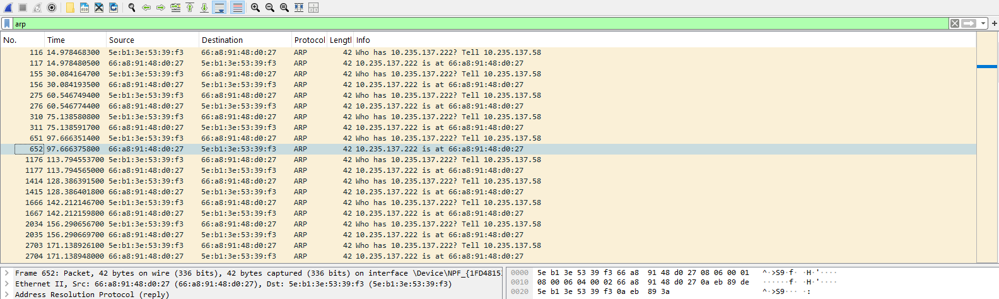 arp
No. Time Source Destination Protocol Lengtl Info
116 14.978468300 5e:b1:3e:53:39:f3 66:a8:91:48:d0:27 ARP 42 Who has 10.235.137.222? Tell 10.235.137.58
117 14.978480500 66:a8:91:48:d0:27 5e:b1:3e:53:39:f3 ARP 42 10.235.137.222 is at 66:a8:91:48:d0:27
155 30.084164700 5e:b1:3e:53:39:f3 66:a8:91:48:d0:27 ARP 42 Who has 10.235.137.222? Tell 10.235.137.58
156 30.084193500 66:a8:91:48:d0:27 5e:b1:3e:53:39:f3 ARP 42 10.235.137.222 is at 66:a8:91:48:d0:27
275 60.546749400 5e:b1:3e:53:39:f3 66:a8:91:48:d0:27 ARP 42 Who has 10.235.137.222? Tell 10.235.137.58
276 60.546774400 66:a8:91:48:d0:27 5e:b1:3e:53:39:f3 ARP 42 10.235.137.222 is at 66:a8:91:48:d0:27
310 75.138580800 5e:b1:3e:53:39:f3 66:a8:91:48:d0:27 ARP 42 Who has 10.235.137.222? Tell 10.235.137.58
311 75.138591700 66:a8:91:48:d0:27 5e:b1:3e:53:39:f3 ARP 42 10.235.137.222 is at 66:a8:91:48:d0:27
651 97.666351400 5e:b1:3e:53:39:f3 66:a8:91:48:d0:27 ARP 42 Who has 10.235.137.222? Tell 10.235.137.58
652 97.666375800 66:a8:91:48:d0:27 5e:b1:3e:53:39:f3 ARP 42 10.235.137.222 is at 66:a8:91:48:d0:27
1176 113.794553700 5e:b1:3e:53:39:f3 66:a8:91:48:d0:27 ARP 42 Who has 10.235.137.222? Tell 10.235.137.58
1177 113.794565000 66:a8:91:48:d0:27 5e:b1:3e:53:39:f3 ARP 42 10.235.137.222 is at 66:a8:91:48:d0:27
1414 128.386391500 5e:b1:3e:53:39:f3 66:a8:91:48:d0:27 ARP 42 Who has 10.235.137.222? Tell 10.235.137.58
1415 128.386401800 66:a8:91:48:d0:27 5e:b1:3e:53:39:f3 ARP 42 10.235.137.222 is at 66:a8:91:48:d0:27
1666 142.212146700 5e:b1:3e:53:39:f3 66:a8:91:48:d0:27 ARP 42 Who has 10.235.137.222? Tell 10.235.137.58
1667 142.212159800 66:a8:91:48:d0:27 5e:b1:3e:53:39:f3 ARP 42 10.235.137.222 is at 66:a8:91:48:d0:27
2034 156.290656700 5e:b1:3e:53:39:f3 66:a8:91:48:d0:27 ARP 42 Who has 10.235.137.222? Tell 10.235.137.58
2035 156.290669700 66:a8:91:48:d0:27 5e:b1:3e:53:39:f3 ARP 42 10.235.137.222 is at 66:a8:91:48:d0:27
2703 171.138926100 5e:b1:3e:53:39:f3 66:a8:91:48:d0:27 ARP 42 Who has 10.235.137.222? Tell 10.235.137.58
2704 171.138948000 66:a8:91:48:d0:27 5e:b1:3e:53:39:f3 ARP 42 10.235.137.222 is at 66:a8:91:48:d0:27
Frame 652: Packet, 42 bytes on wire (336 bits), 42 bytes captured (336 bits) on interface \Device\NPF_{1FD4815
Ethernet II, Src: 66:a8:91:48:d0:27 (66:a8:91:48:d0:27), Dst: 5e:b1:3e:53:39:f3 (5e:b1:3e:53:39:f3)
Address Resolution Protocol (reply)
0000 5e b1 3e 53 39 f3 66 a8 91 48 d0 27 08 06 00 01 ^·>S9·f· ·H·'····
0010 08 00 06 04 00 02 66 a8 91 48 d0 27 0a eb 89 de ······f· ·H·'····
0020 5e b1 3e 53 39 f3 0a eb 89 3a ^·>S9··· ·: